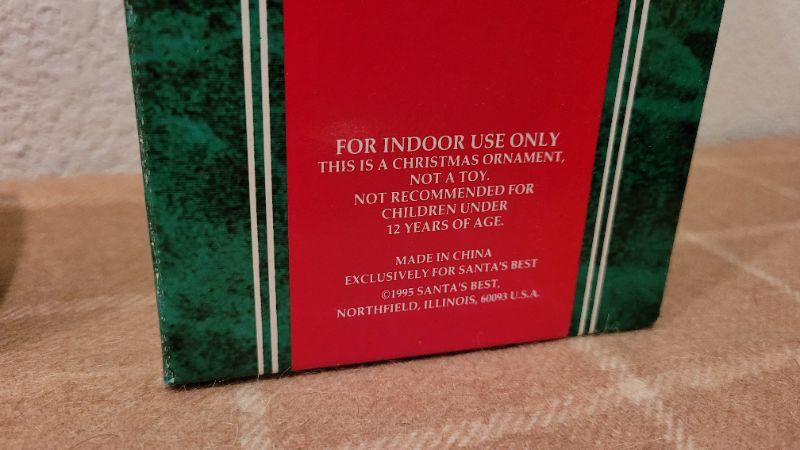 FOR INDOOR USE ONLY
THIS IS A CHRISTMAS ORNAMENT,
NOT A TOY.
NOT RECOMMENDED FOR
CHILDREN UNDER
12 YEARS OF AGE.
MADE IN CHINA
EXCLUSIVELY FOR SANTA'S BEST
©1995 SANTA'S BEST,
NORTHFIELD, ILLINOIS, 60093 U.S.A.